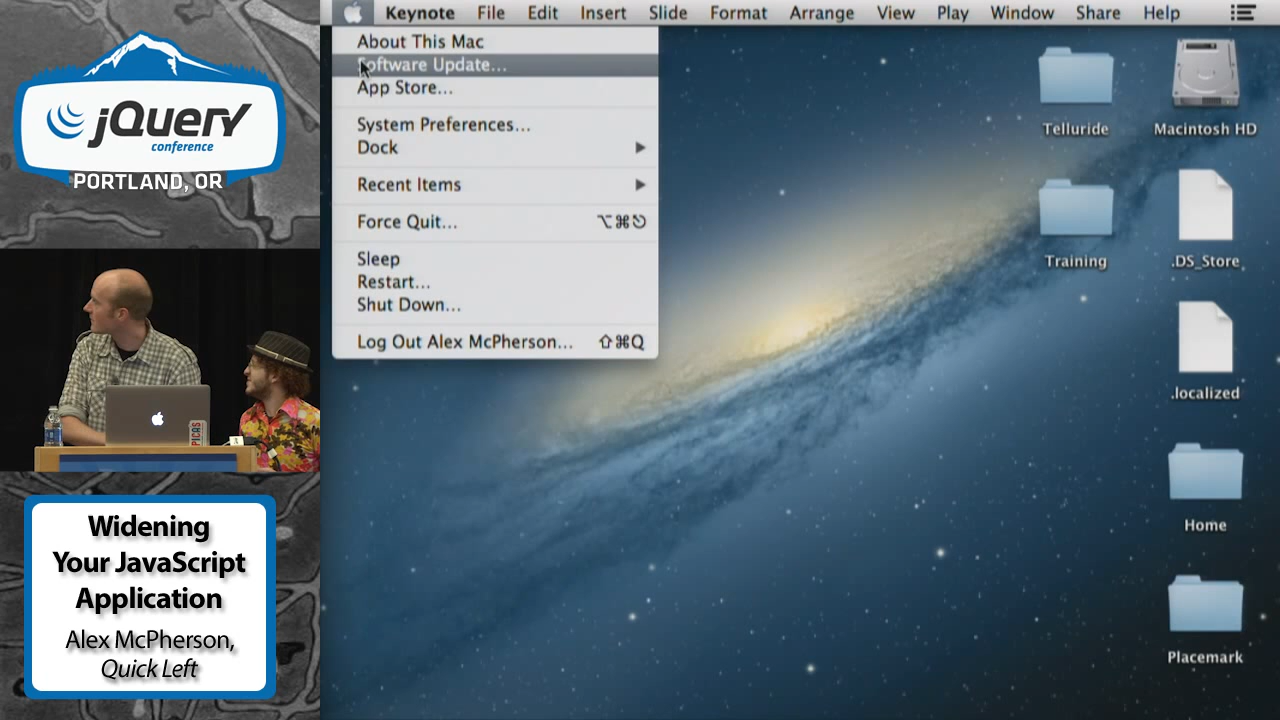 jQuery
conference
PORTLAND, OR
Widening
Your JavaScript
Application
Alex McPherson,
Quick Left
Keynote File Edit Insert Slide Format Arrange View Play Window Share Help
About This Mac
Software Update...
App Store...
System Preferences...
Dock
Recent Items
Force Quit... ⌥⌘⎋
Sleep
Restart...
Shut Down...
Log Out Alex McPherson... ⇧⌘Q
Telluride
Macintosh HD
Training
.DS_Store
.localized
Home
Placemark
PICAS